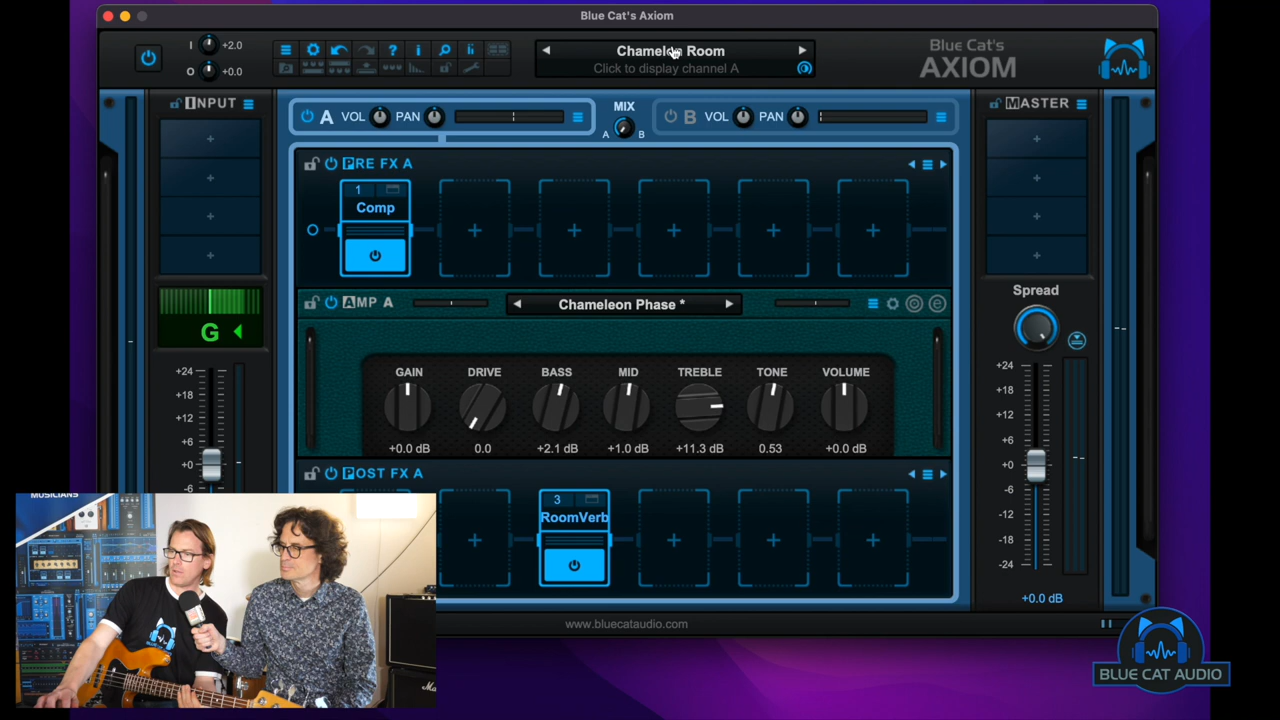 Blue Cat's Axiom
I +2.0
O +0.0
Chameleon Room
Click to display channel A
Blue Cat's
AXIOM
INPUT
A VOL PAN
MIX
A B
B VOL PAN
MASTER
PRE FX A
1
Comp
AMP A
Chameleon Phase *
G
GAIN DRIVE BASS MID TREBLE TONE VOLUME
+0.0 dB 0.0 +2.1 dB +1.0 dB +11.3 dB 0.53 +0.0 dB
Spread
+24
+18
+12
+6
+0
-6
+24
+18
+12
+6
+0
-6
-12
-18
-24
+0.0 dB
POST FX A
3
RoomVerb
www.bluecataudio.com
MUSICIANS
BLUE CAT AUDIO